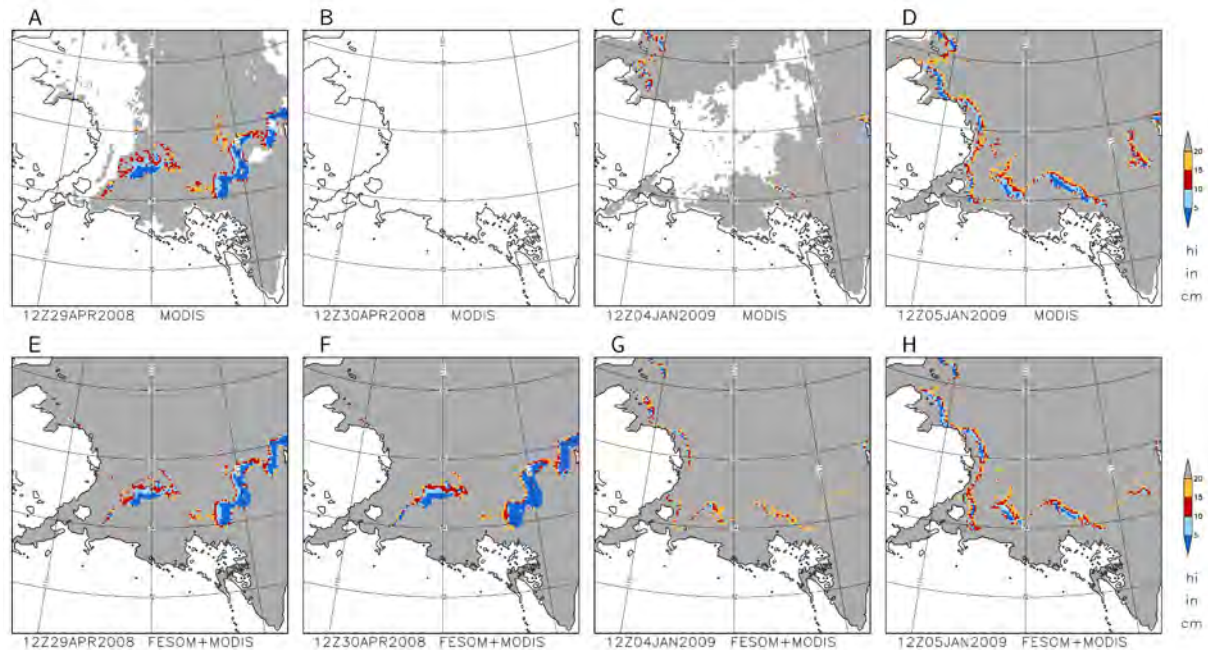 A B C D
12Z29APR2008 MODIS
12Z30APR2008 MODIS
12Z04JAN2009 MODIS
12Z05JAN2009 MODIS
20
15
10
5
hi
in
cm
E F G H
12Z29APR2008 FESOM+MODIS
12Z30APR2008 FESOM+MODIS
12Z04JAN2009 FESOM+MODIS
12Z05JAN2009 FESOM+MODIS
20
15
10
5
hi
in
cm